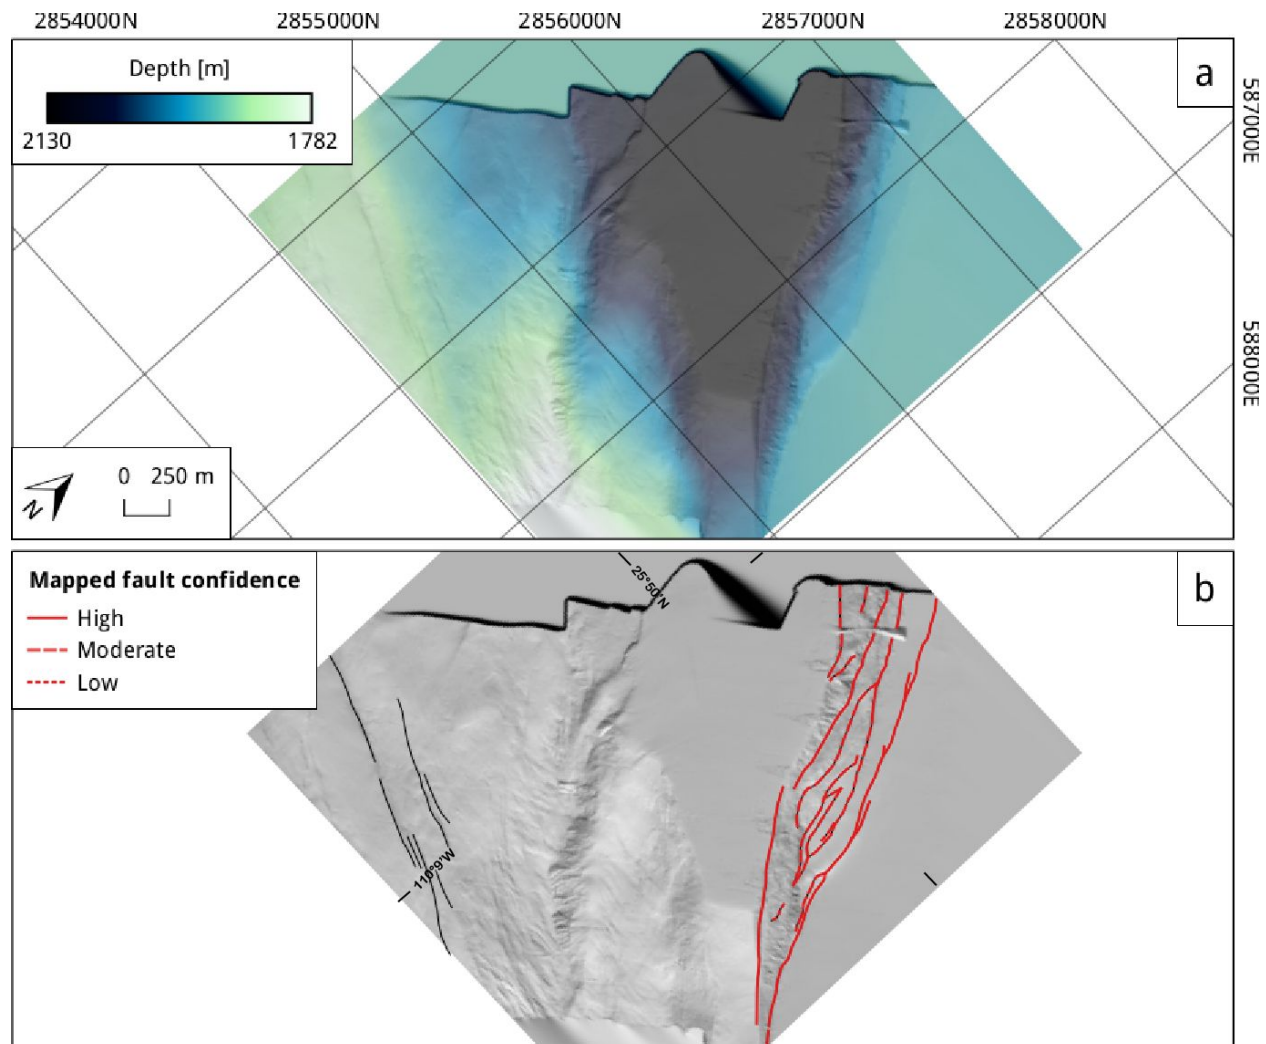 2854000N 2855000N 2856000N 2857000N 2858000N
Depth [m]
2130 1782
a
587000E
588000E
0 250 m
N
Mapped fault confidence
High
Moderate
Low
b
25°50'N
110°9'W